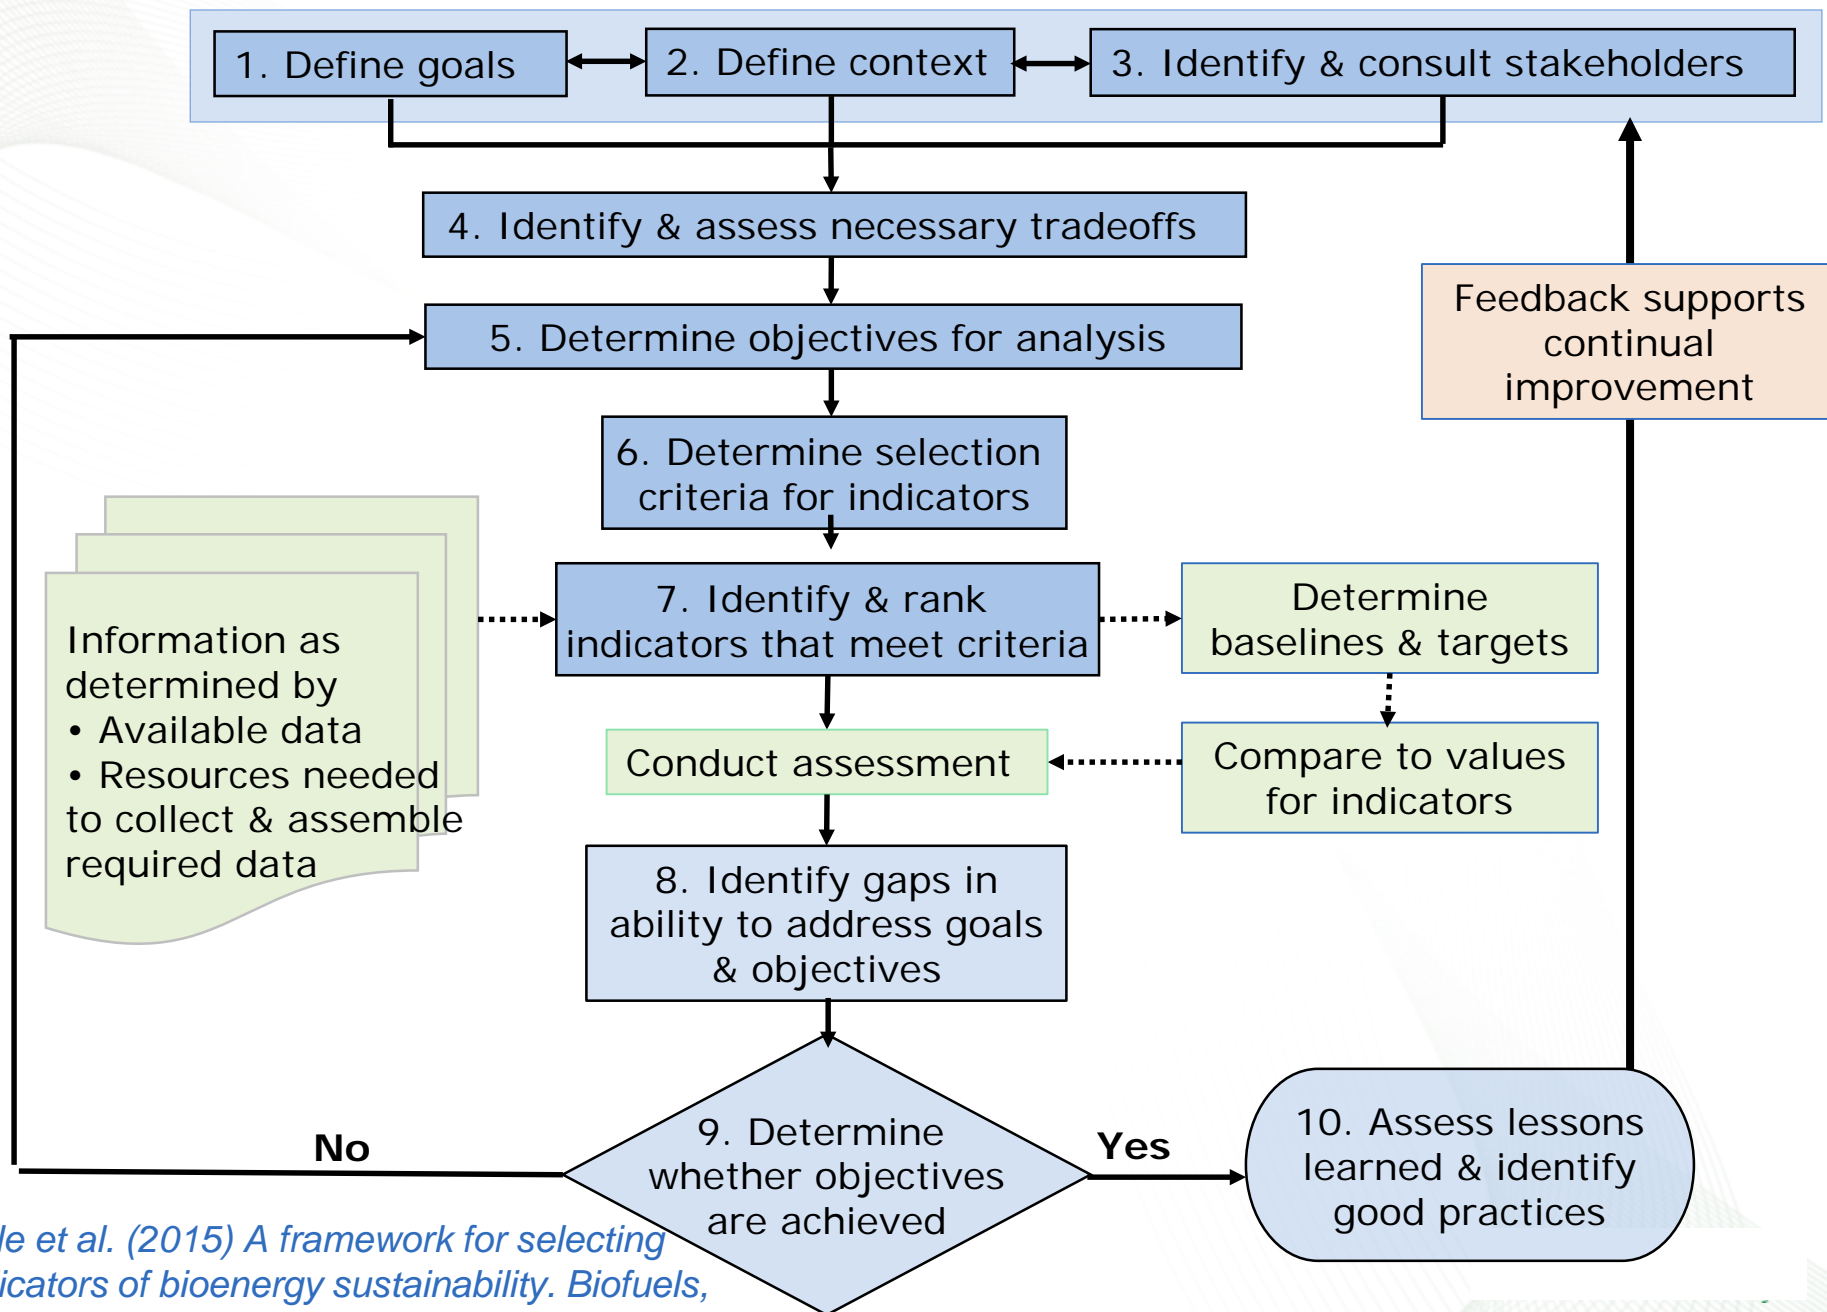 1. Define goals
2. Define context
3. Identify & consult stakeholders
4. Identify & assess necessary tradeoffs
5. Determine objectives for analysis
Feedback supports
continual
improvement
6. Determine selection
criteria for indicators
7. Identify & rank
indicators that meet criteria
Determine
baselines & targets
Information as
determined by
• Available data
• Resources needed
to collect & assemble
required data
Conduct assessment
Compare to values
for indicators
8. Identify gaps in
ability to address goals
& objectives
No
9. Determine
whether objectives
are achieved
Yes
10. Assess lessons
learned & identify
good practices
et al. (2015) A framework for selecting
of bioenergy sustainability. Biofuels,